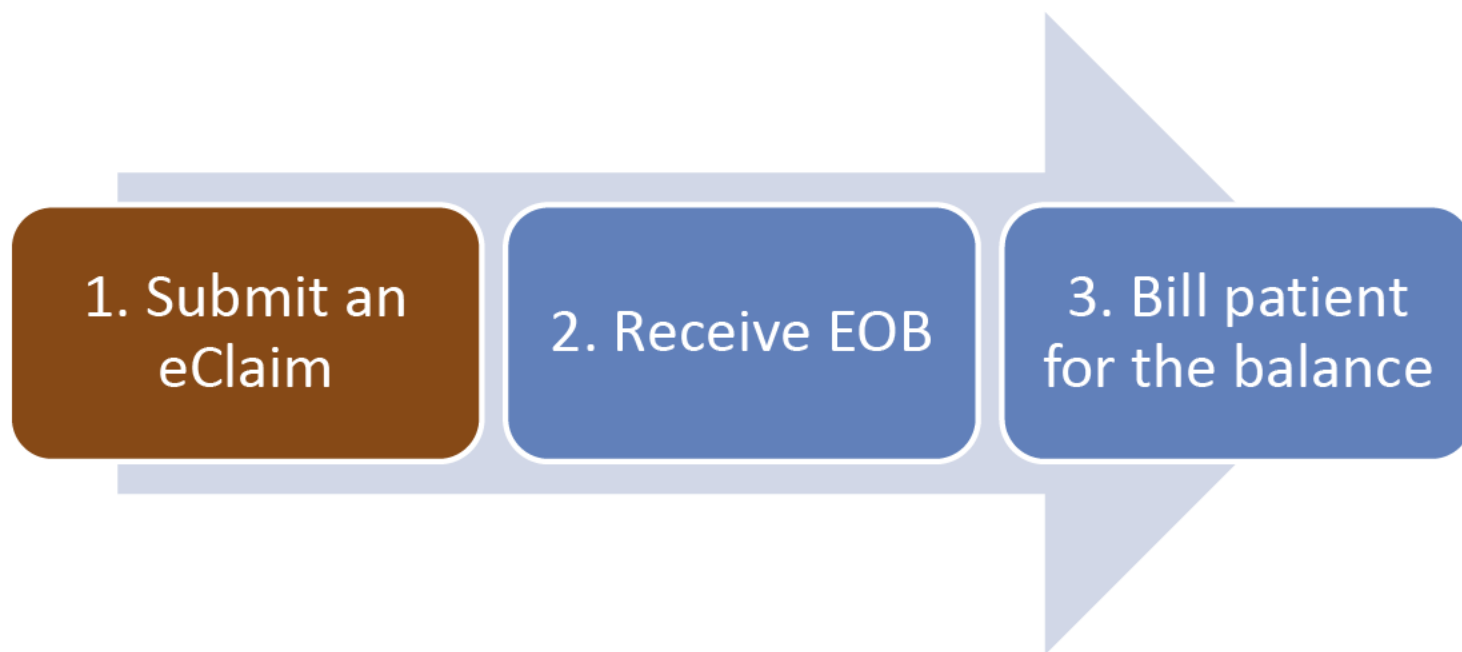 1. Submit an
eClaim
2. Receive EOB
3. Bill patient
for the balance